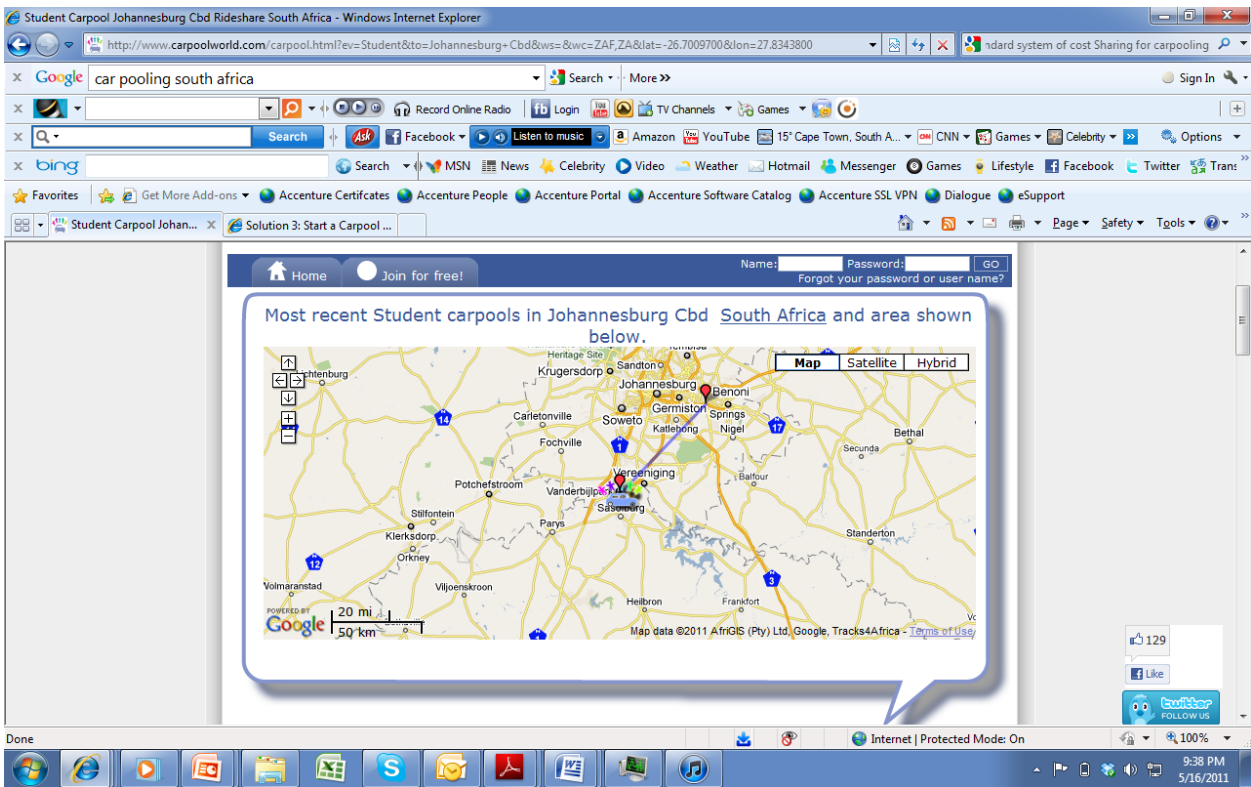 Student Carpool Johannesburg Cbd Rideshare South Africa - Windows Internet Explorer
http://www.carpoolworld.com/carpool.html?ev=Student&to=Johannesburg+Cbd&ws=&wc=ZAF,ZA&lat=-26.7009700&lon=27.8343800 ndard system of cost Sharing for carpooling
x Google car pooling south africa Search More >> Sign In
x Record Online Radio fb Login TV Channels Games
x Search Ask Facebook Listen to music Amazon YouTube 15° Cape Town, South A... CNN Games Celebrity >> Options
x bing Search MSN News Celebrity Video Weather Hotmail Messenger Games Lifestyle Facebook Twitter Trans
Favorites Get More Add-ons Accenture Certifcates Accenture People Accenture Portal Accenture Software Catalog Accenture SSL VPN Dialogue eSupport
Student Carpool Johan... x Solution 3: Start a Carpool ... Page Safety Tools
Home Join for free! Name: Password: GO
Forgot your password or user name?
Most recent Student carpools in Johannesburg Cbd South Africa and area shown
below.
Map Satellite Hybrid
Heritage Site
Sandton
Krugersdorp
Johannesburg
Benoni
Germiston
Springs
Carletonville
Soweto
Katlehong
Nigel
14
17
Bethal
Fochville
1
Secunda
Vereeniging
Balfour
Potchefstroom
Sasolburg
Stilfontein
Parys
Klerksdorp
Standerton
Orkney
12
3
Wolmaranstad
Viljoenskroon
Heilbron
Frankfort
POWERED BY
Google
20 mi
50 km
Map data ©2011 AfriGIS (Pty) Ltd, Google, Tracks4Africa - Terms of Use
129
Like
twitter
FOLLOW US
Done Internet | Protected Mode: On 100%
9:38 PM
5/16/2011